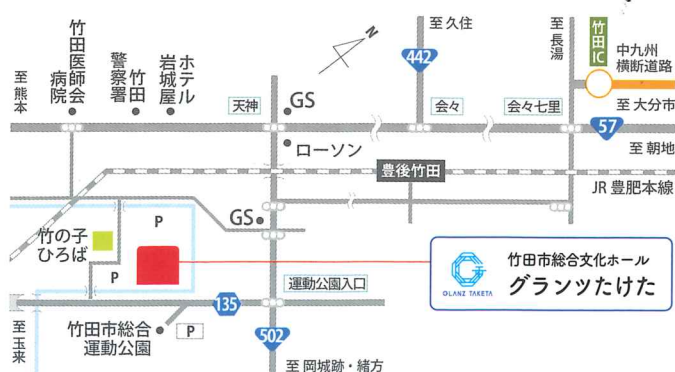 至久住
至長湯
竹田IC
中九州
横断道路
至大分市
442
57
至朝地
至熊本
竹田医師会
病院
竹田
警察署
ホテル
岩城屋
天神
GS
会々
会々七里
ローソン
豊後竹田
JR豊肥本線
N
P
GS
竹の子
ひろば
P
竹田市総合文化ホール
グランツたけた
GLANZ TAKETA
運動公園入口
135
至玉来
竹田市総合
運動公園
P
502
至 岡城跡・緒方